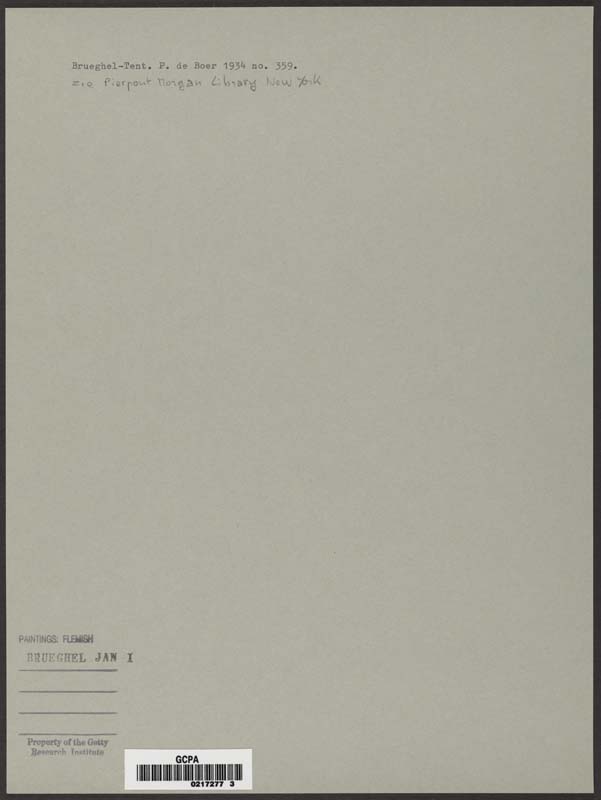 Brueghel-Tent. P. de Boer 1934 no. 359.
zie Pierpont Morgan Library New York
PAINTINGS: FLEMISH
BRUEGHEL JAN I
Property of the Getty
Research Institute
GCPA
0217277 3